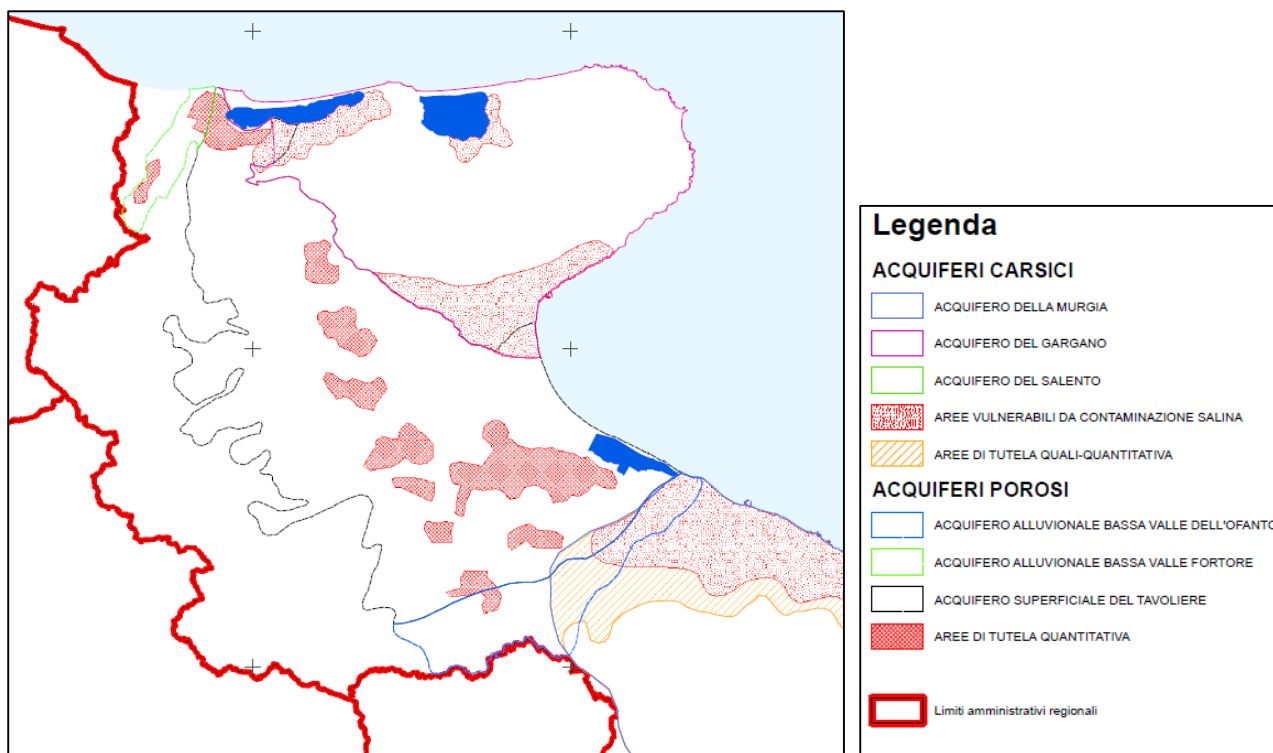 Legenda
ACQUIFERI CARSICI
ACQUIFERO DELLA MURGIA
ACQUIFERO DEL GARGANO
ACQUIFERO DEL SALENTO
AREE VULNERABILI DA CONTAMINAZIONE SALINA
AREE DI TUTELA QUALI-QUANTITATIVA
ACQUIFERI POROSI
ACQUIFERO ALLUVIONALE BASSA VALLE DELL'OFANTO
ACQUIFERO ALLUVIONALE BASSA VALLE FORTORE
ACQUIFERO SUPERFICIALE DEL TAVOLIERE
AREE DI TUTELA QUANTITATIVA
Limiti amministrativi regionali